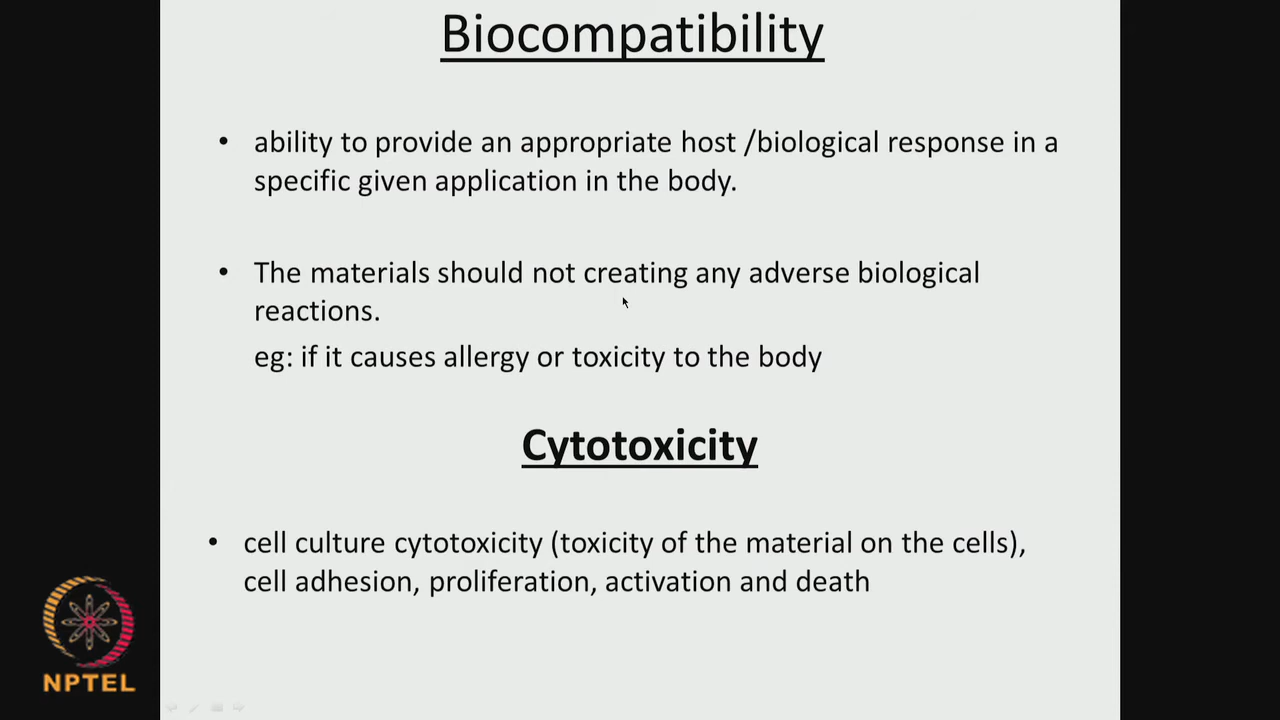 Biocompatibility
• ability to provide an appropriate host /biological response in a
specific given application in the body.
• The materials should not creating any adverse biological
reactions.
eg: if it causes allergy or toxicity to the body
Cytotoxicity
• cell culture cytotoxicity (toxicity of the material on the cells),
cell adhesion, proliferation, activation and death
NPTEL